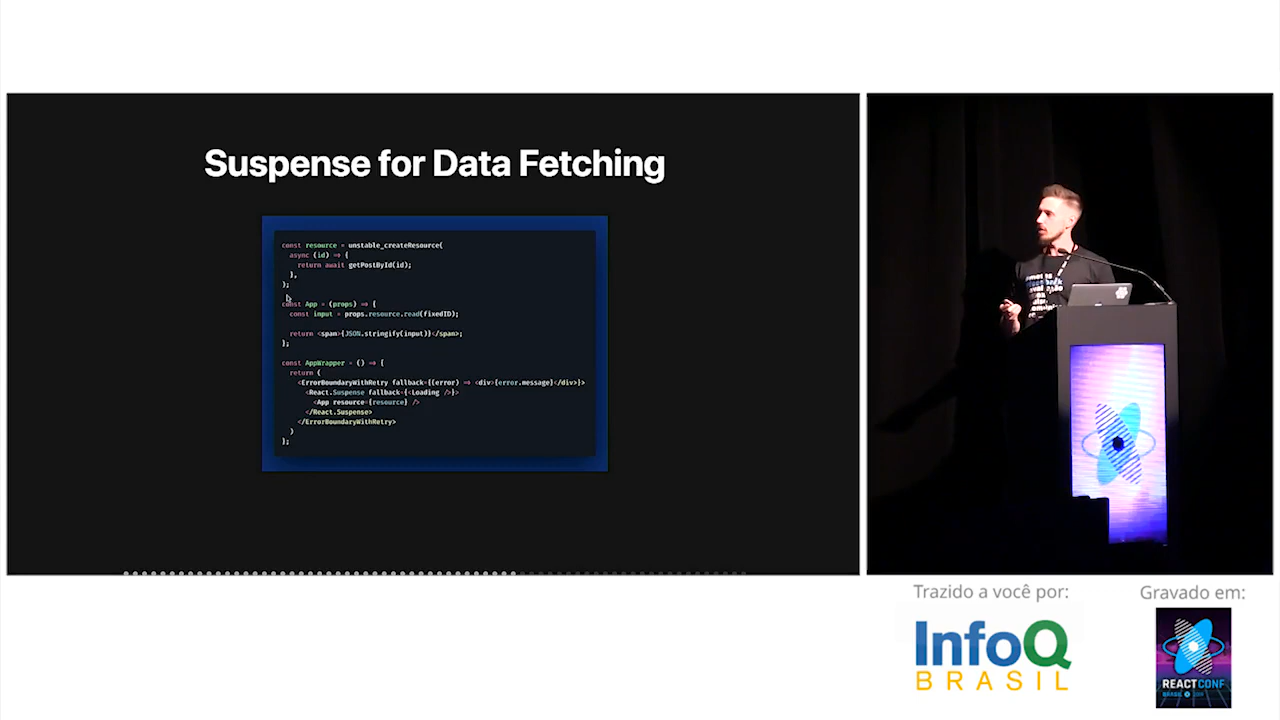 Suspense for Data Fetching
const resource = unstable_createResource(
async (id) => {
return await getPostById(id);
},
);
const App = (props) => {
const input = props.resource.read(fixedID);
return <span>{JSON.stringify(input)}</span>;
};
const AppWrapper = () => {
return (
<ErrorBoundaryWithRetry fallback={(error) => <div>{error.message}</div>}>
<React.Suspense fallback={<Loading />}>
<App resource={resource} />
</React.Suspense>
</ErrorBoundaryWithRetry>
)
};
Trazido a você por:
InfoQ
BRASIL
Gravado em:
REACTCONF
BRASIL